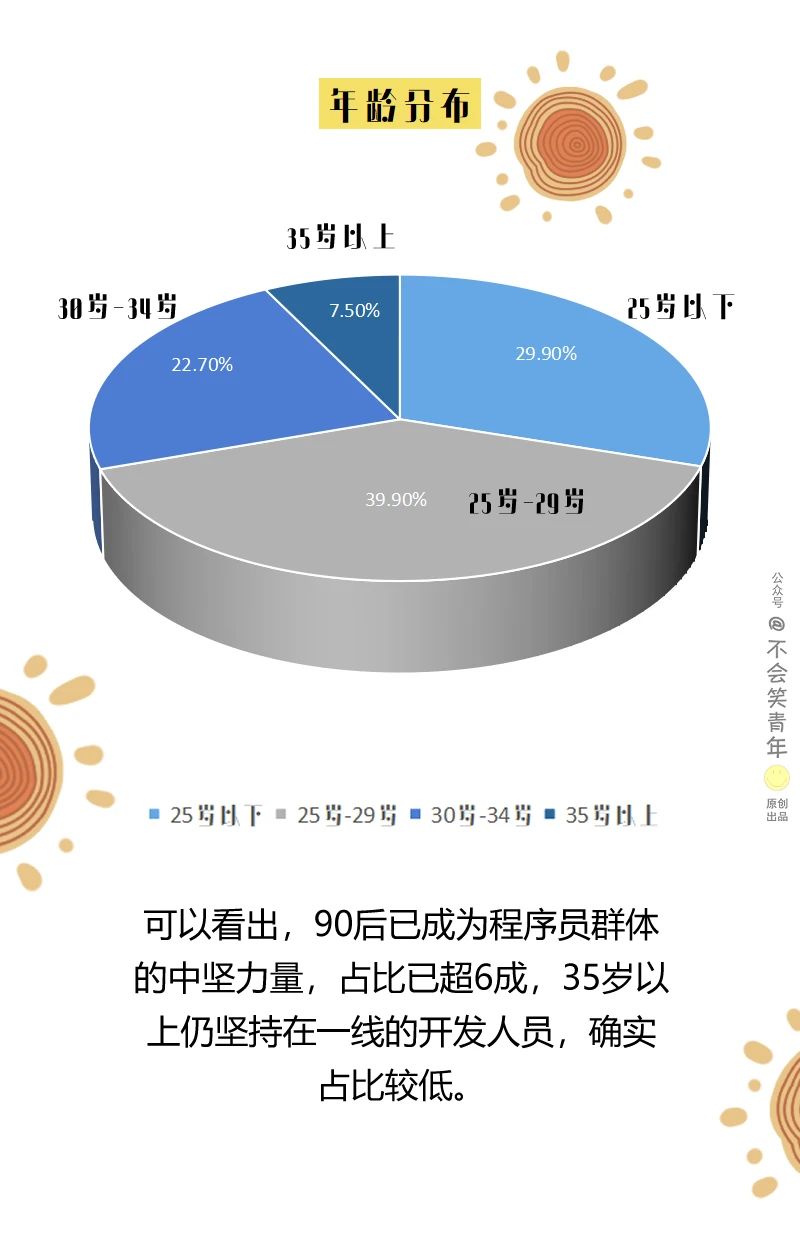 年龄分布
35岁以上
30岁-34岁
25岁以下
7.50%
22.70%
29.90%
39.90%
25岁-29岁
公众号
@不会笑青年
原创
出品
25岁以下 25岁-29岁 30岁-34岁 35岁以上
可以看出，90后已成为程序员群体
的中坚力量，占比已超6成，35岁以
上仍坚持在一线的开发人员，确实
占比较低。